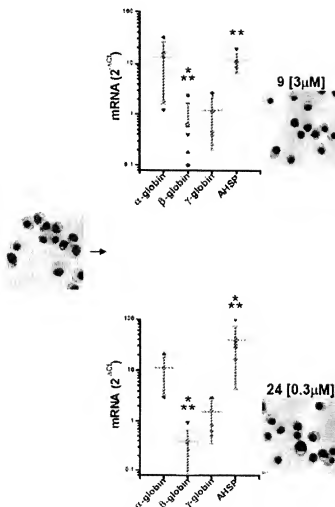 mRNA (2^-ΔCt)
100
10
1
0.1
*
**
**
α-globin
β-globin
γ-globin
AHSP
9 [3μM]
mRNA (2^-ΔCt)
100
10
1
0.1
*
**
*
**
α-globin
β-globin
γ-globin
AHSP
24 [0.3μM]